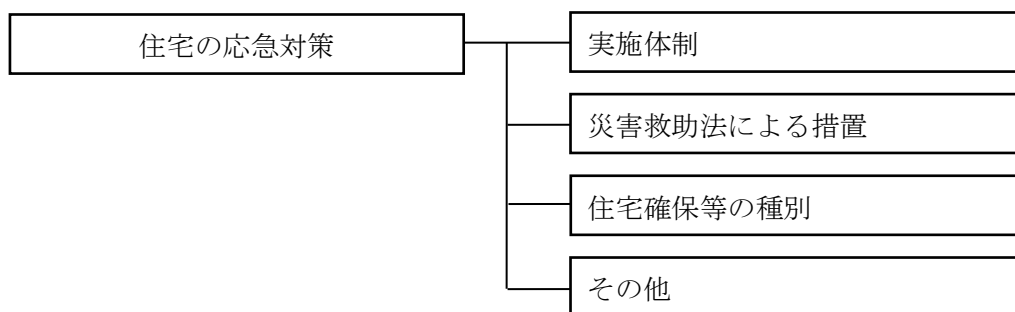 住宅の応急対策
実施体制
災害救助法による措置
住宅確保等の種別
その他